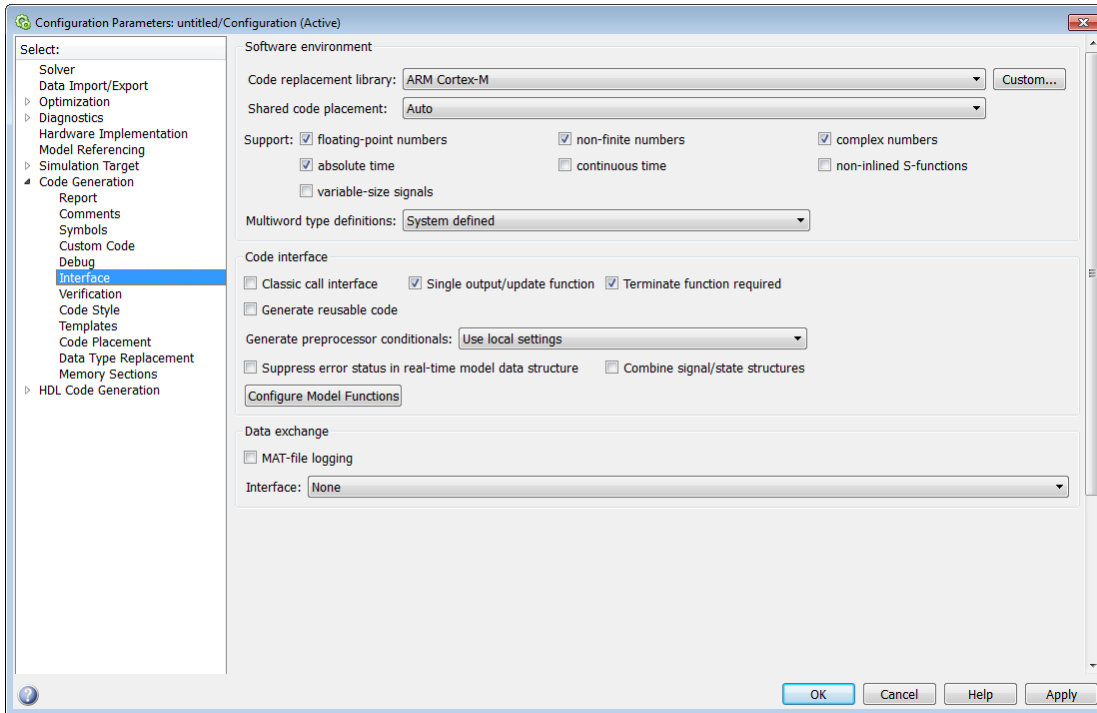 Configuration Parameters: untitled/Configuration (Active)
Select:
Solver
Data Import/Export
Optimization
Diagnostics
Hardware Implementation
Model Referencing
Simulation Target
Code Generation
Report
Comments
Symbols
Custom Code
Debug
Interface
Verification
Code Style
Templates
Code Placement
Data Type Replacement
Memory Sections
HDL Code Generation
Software environment
Code replacement library: ARM Cortex-M Custom...
Shared code placement: Auto
Support: floating-point numbers non-finite numbers complex numbers
absolute time continuous time non-inlined S-functions
variable-size signals
Multiword type definitions: System defined
Code interface
Classic call interface Single output/update function Terminate function required
Generate reusable code
Generate preprocessor conditionals: Use local settings
Suppress error status in real-time model data structure Combine signal/state structures
Configure Model Functions
Data exchange
MAT-file logging
Interface: None
OK Cancel Help Apply